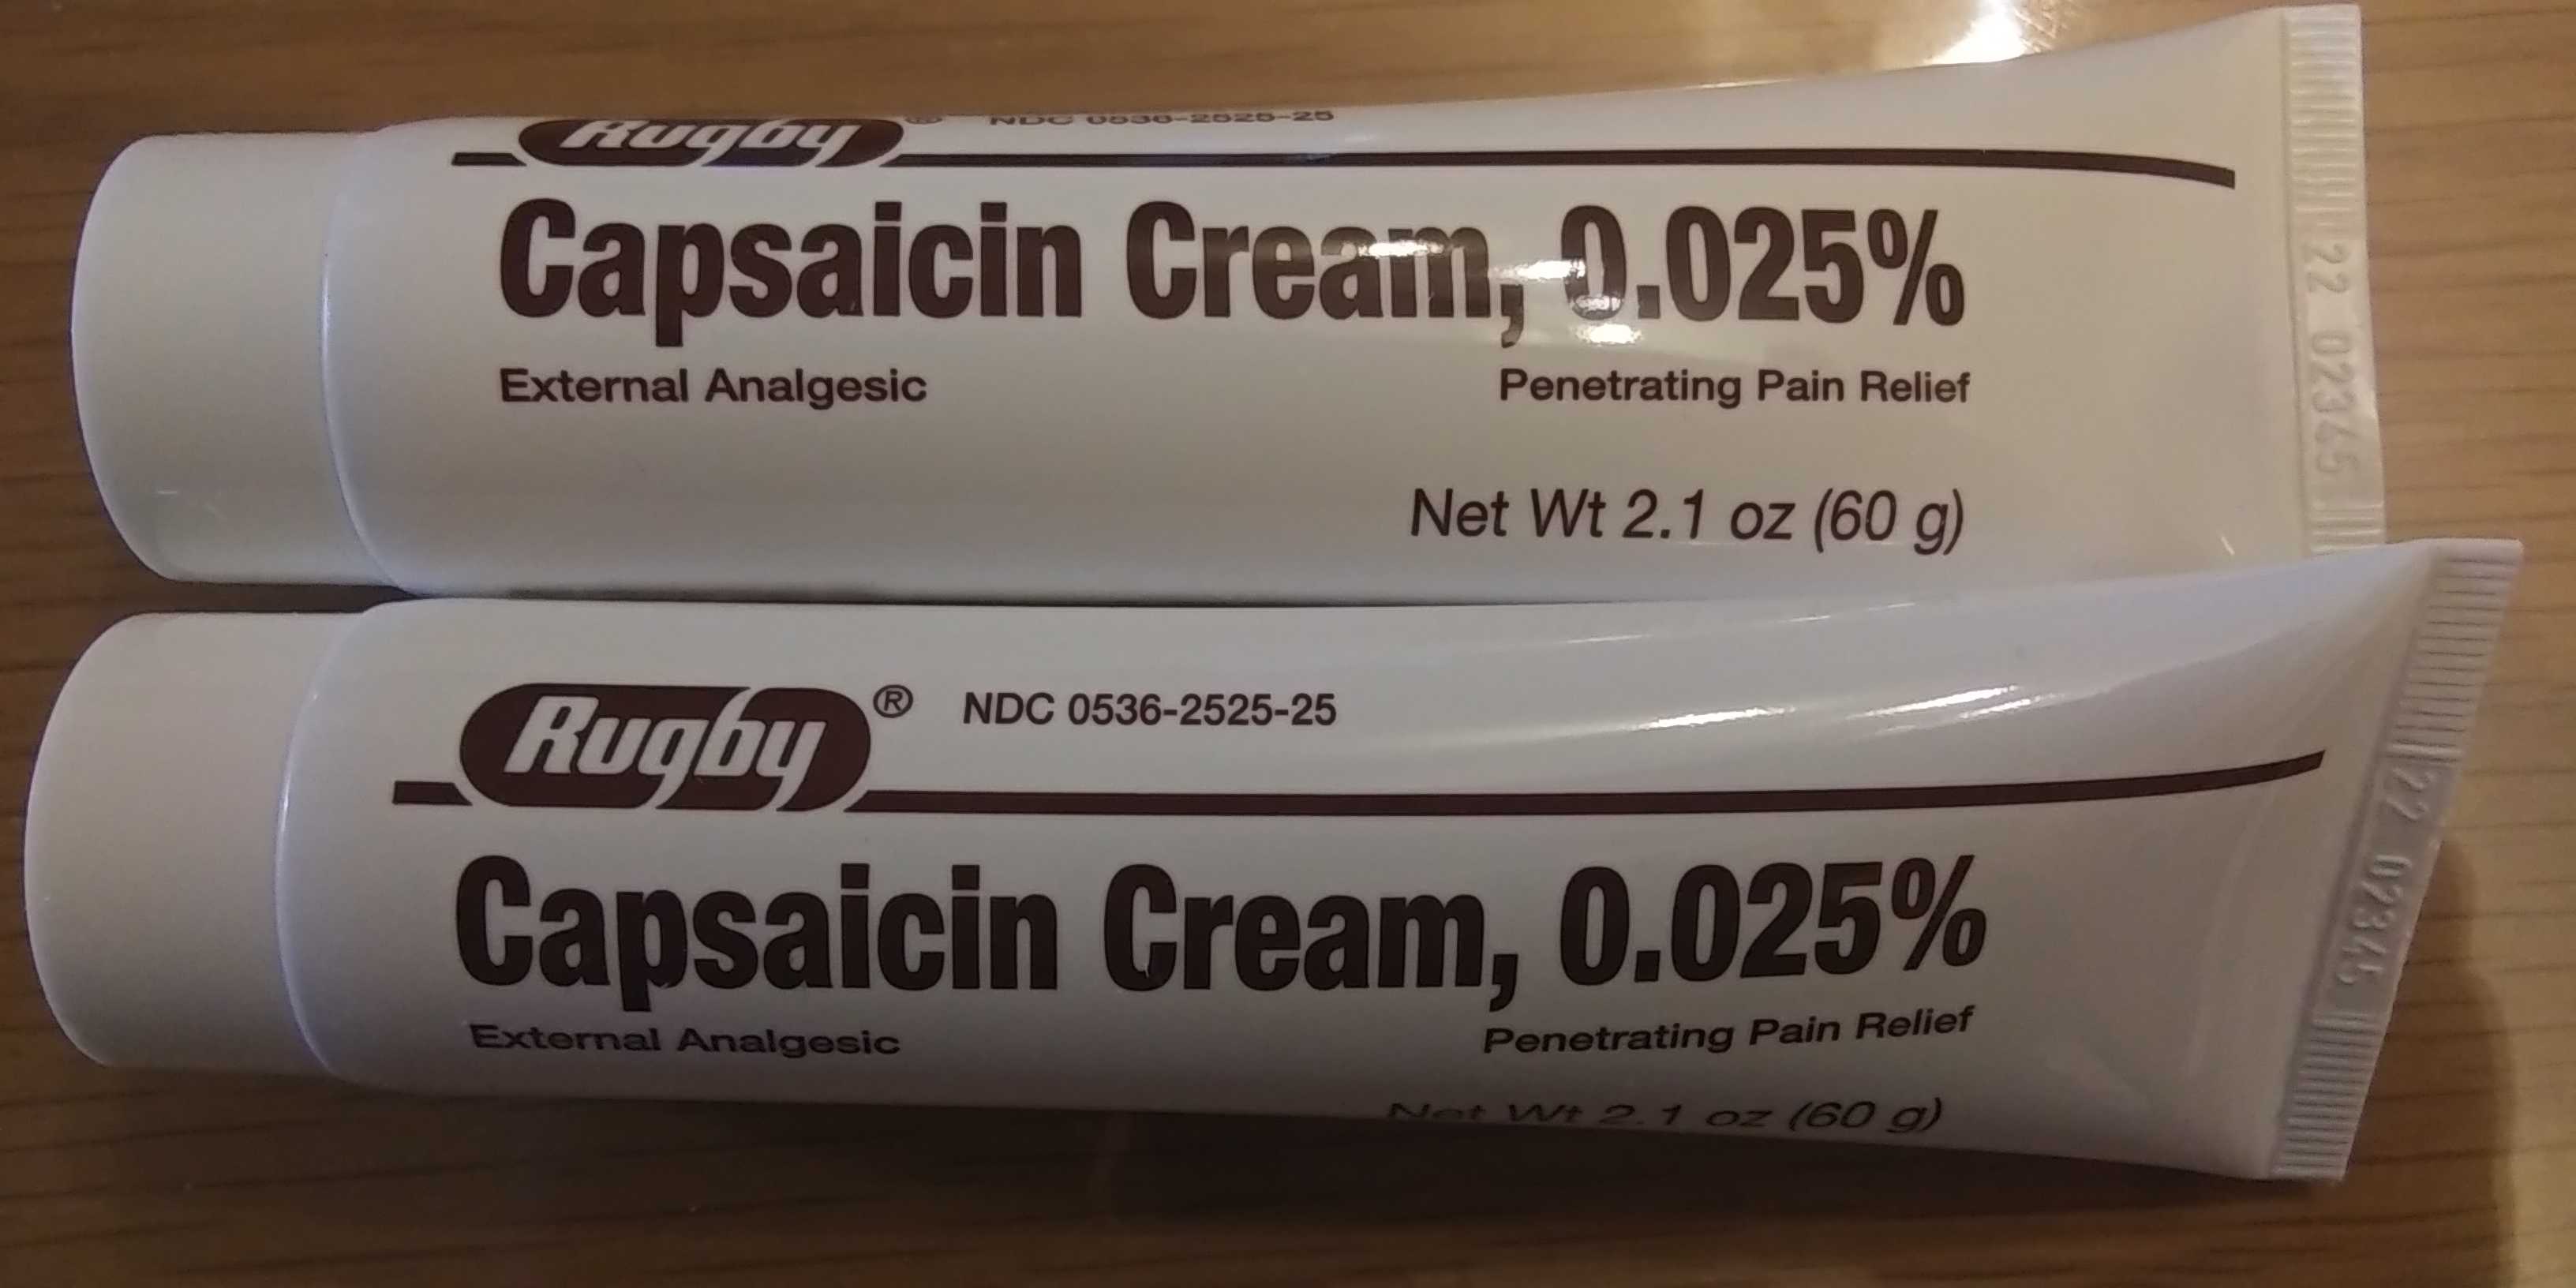 Rugby® NDC 0536-2525-25
Capsaicin Cream, 0.025%
External Analgesic Penetrating Pain Relief
Net Wt 2.1 oz (60 g)
22 02345
Rugby® NDC 0536-2525-25
Capsaicin Cream, 0.025%
External Analgesic Penetrating Pain Relief
Net Wt 2.1 oz (60 g)
22 02345